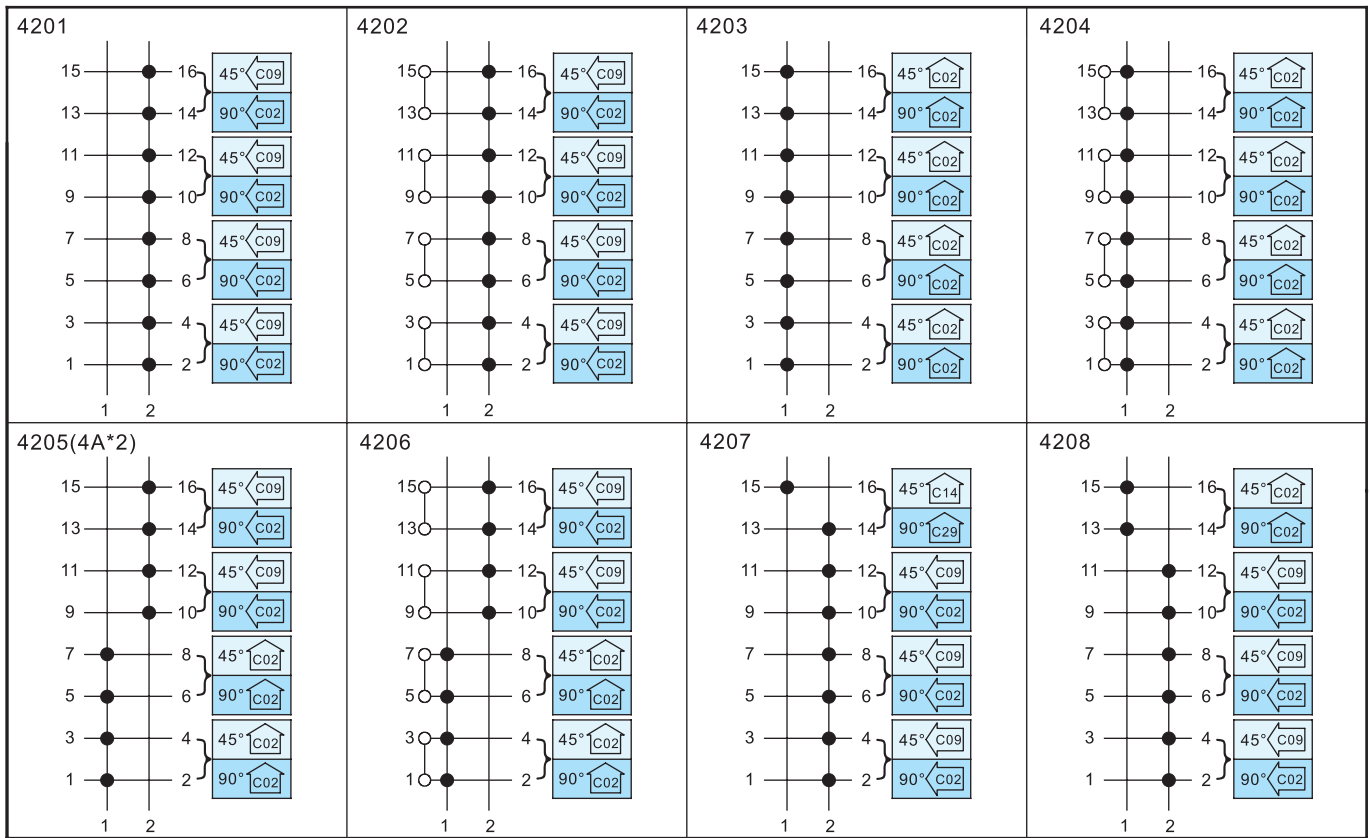 4201
15 16 45° C09
13 14 90° C02
11 12 45° C09
9 10 90° C02
7 8 45° C09
5 6 90° C02
3 4 45° C09
1 2 90° C02
1 2
4202
15 16 45° C09
13 14 90° C02
11 12 45° C09
9 10 90° C02
7 8 45° C09
5 6 90° C02
3 4 45° C09
1 2 90° C02
1 2
4203
15 16 45° C02
13 14 90° C02
11 12 45° C02
9 10 90° C02
7 8 45° C02
5 6 90° C02
3 4 45° C02
1 2 90° C02
1 2
4204
15 16 45° C02
13 14 90° C02
11 12 45° C02
9 10 90° C02
7 8 45° C02
5 6 90° C02
3 4 45° C02
1 2 90° C02
1 2
4205(4A*2)
15 16 45° C09
13 14 90° C02
11 12 45° C09
9 10 90° C02
7 8 45° C02
5 6 90° C02
3 4 45° C02
1 2 90° C02
1 2
4206
15 16 45° C09
13 14 90° C02
11 12 45° C09
9 10 90° C02
7 8 45° C02
5 6 90° C02
3 4 45° C02
1 2 90° C02
1 2
4207
15 16 45° C14
13 14 90° C29
11 12 45° C09
9 10 90° C02
7 8 45° C09
5 6 90° C02
3 4 45° C09
1 2 90° C02
1 2
4208
15 16 45° C02
13 14 90° C02
11 12 45° C09
9 10 90° C02
7 8 45° C09
5 6 90° C02
3 4 45° C09
1 2 90° C02
1 2